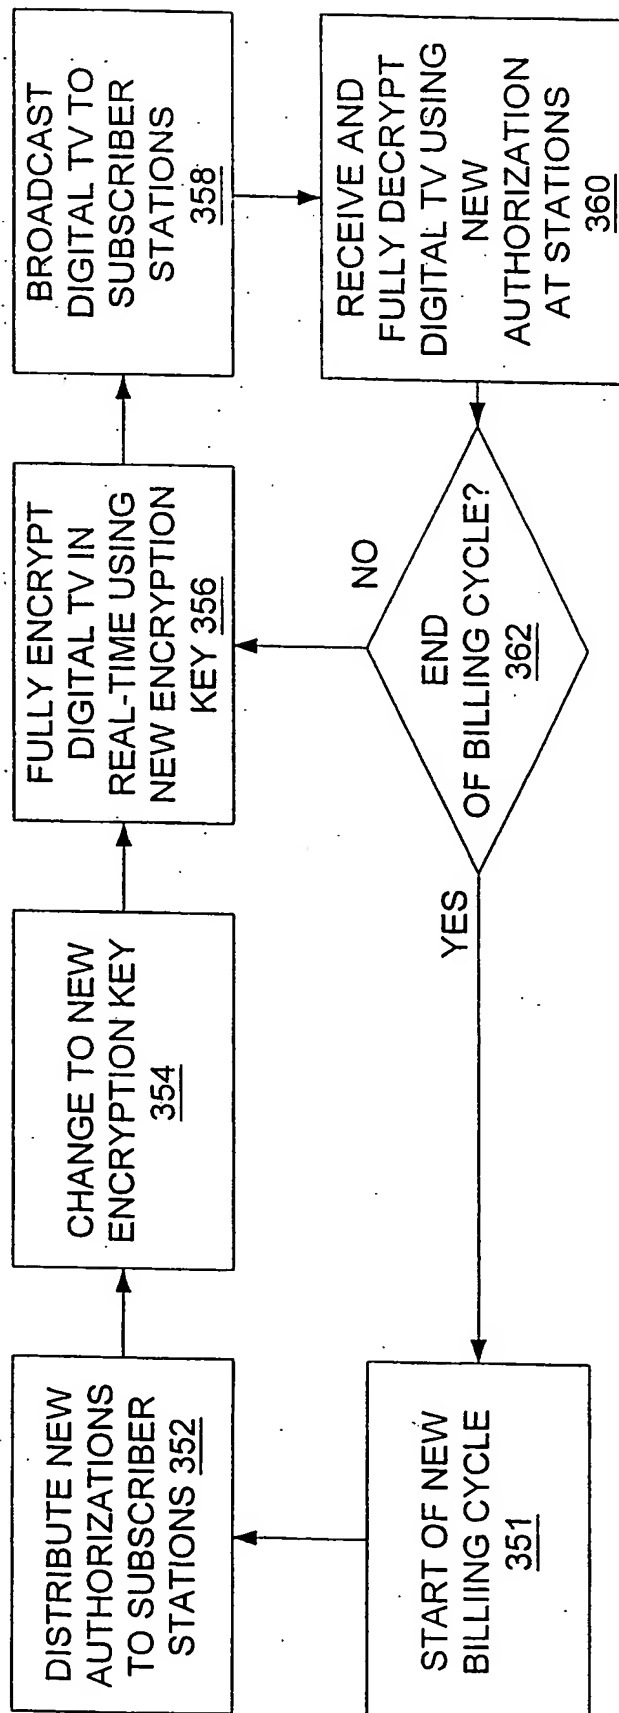 START OF NEW
BILLIING CYCLE
351
DISTRIBUTE NEW
AUTHORIZATIONS
TO SUBSCRIBER
STATIONS 352
CHANGE TO NEW
ENCRYPTION KEY
354
FULLY ENCRYPT
DIGITAL TV IN
REAL-TIME USING
NEW ENCRYPTION
KEY 356
BROADCAST
DIGITAL TV TO
SUBSCRIBER
STATIONS
358
RECEIVE AND
FULLY DECRYPT
DIGITAL TV USING
NEW
AUTHORIZATION
AT STATIONS
360
END
OF BILLING CYCLE?
362
NO
YES